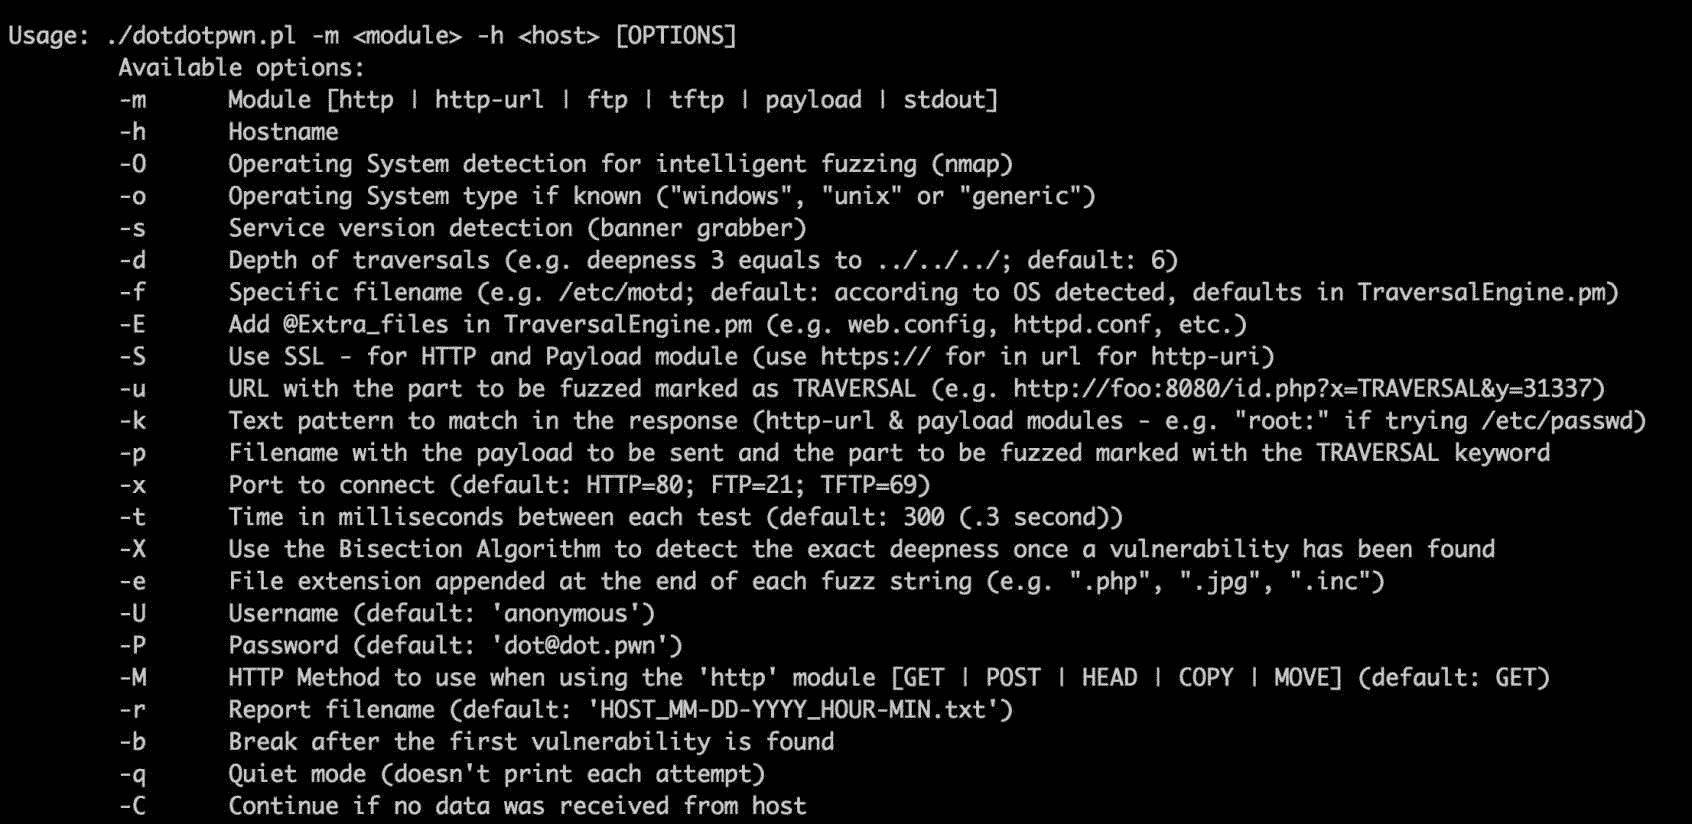 Usage: ./dotdotpwn.pl -m <module> -h <host> [OPTIONS]
Available options:
-m Module [http | http-url | ftp | tftp | payload | stdout]
-h Hostname
-O Operating System detection for intelligent fuzzing (nmap)
-o Operating System type if known ("windows", "unix" or "generic")
-s Service version detection (banner grabber)
-d Depth of traversals (e.g. deepness 3 equals to ../../../; default: 6)
-f Specific filename (e.g. /etc/motd; default: according to OS detected, defaults in TraversalEngine.pm)
-E Add @Extra_files in TraversalEngine.pm (e.g. web.config, httpd.conf, etc.)
-S Use SSL - for HTTP and Payload module (use https:// for in url for http-uri)
-u URL with the part to be fuzzed marked as TRAVERSAL (e.g. http://foo:8080/id.php?x=TRAVERSAL&y=31337)
-k Text pattern to match in the response (http-url & payload modules - e.g. "root:" if trying /etc/passwd)
-p Filename with the payload to be sent and the part to be fuzzed marked with the TRAVERSAL keyword
-x Port to connect (default: HTTP=80; FTP=21; TFTP=69)
-t Time in milliseconds between each test (default: 300 (.3 second))
-X Use the Bisection Algorithm to detect the exact deepness once a vulnerability has been found
-e File extension appended at the end of each fuzz string (e.g. ".php", ".jpg", ".inc")
-U Username (default: 'anonymous')
-P Password (default: 'dot@dot.pwn')
-M HTTP Method to use when using the 'http' module [GET | POST | HEAD | COPY | MOVE] (default: GET)
-r Report filename (default: 'HOST_MM-DD-YYYY_HOUR-MIN.txt')
-b Break after the first vulnerability is found
-q Quiet mode (doesn't print each attempt)
-C Continue if no data was received from host